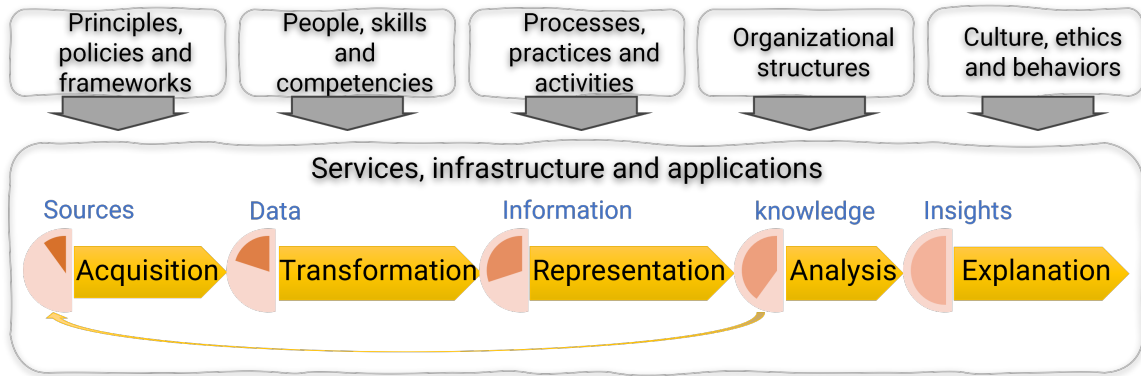 Principles,
policies and
frameworks
People, skills
and
competencies
Processes,
practices and
activities
Organizational
structures
Culture, ethics
and behaviors
Services, infrastructure and applications
Sources
Data
Information
knowledge
Insights
Acquisition
Transformation
Representation
Analysis
Explanation